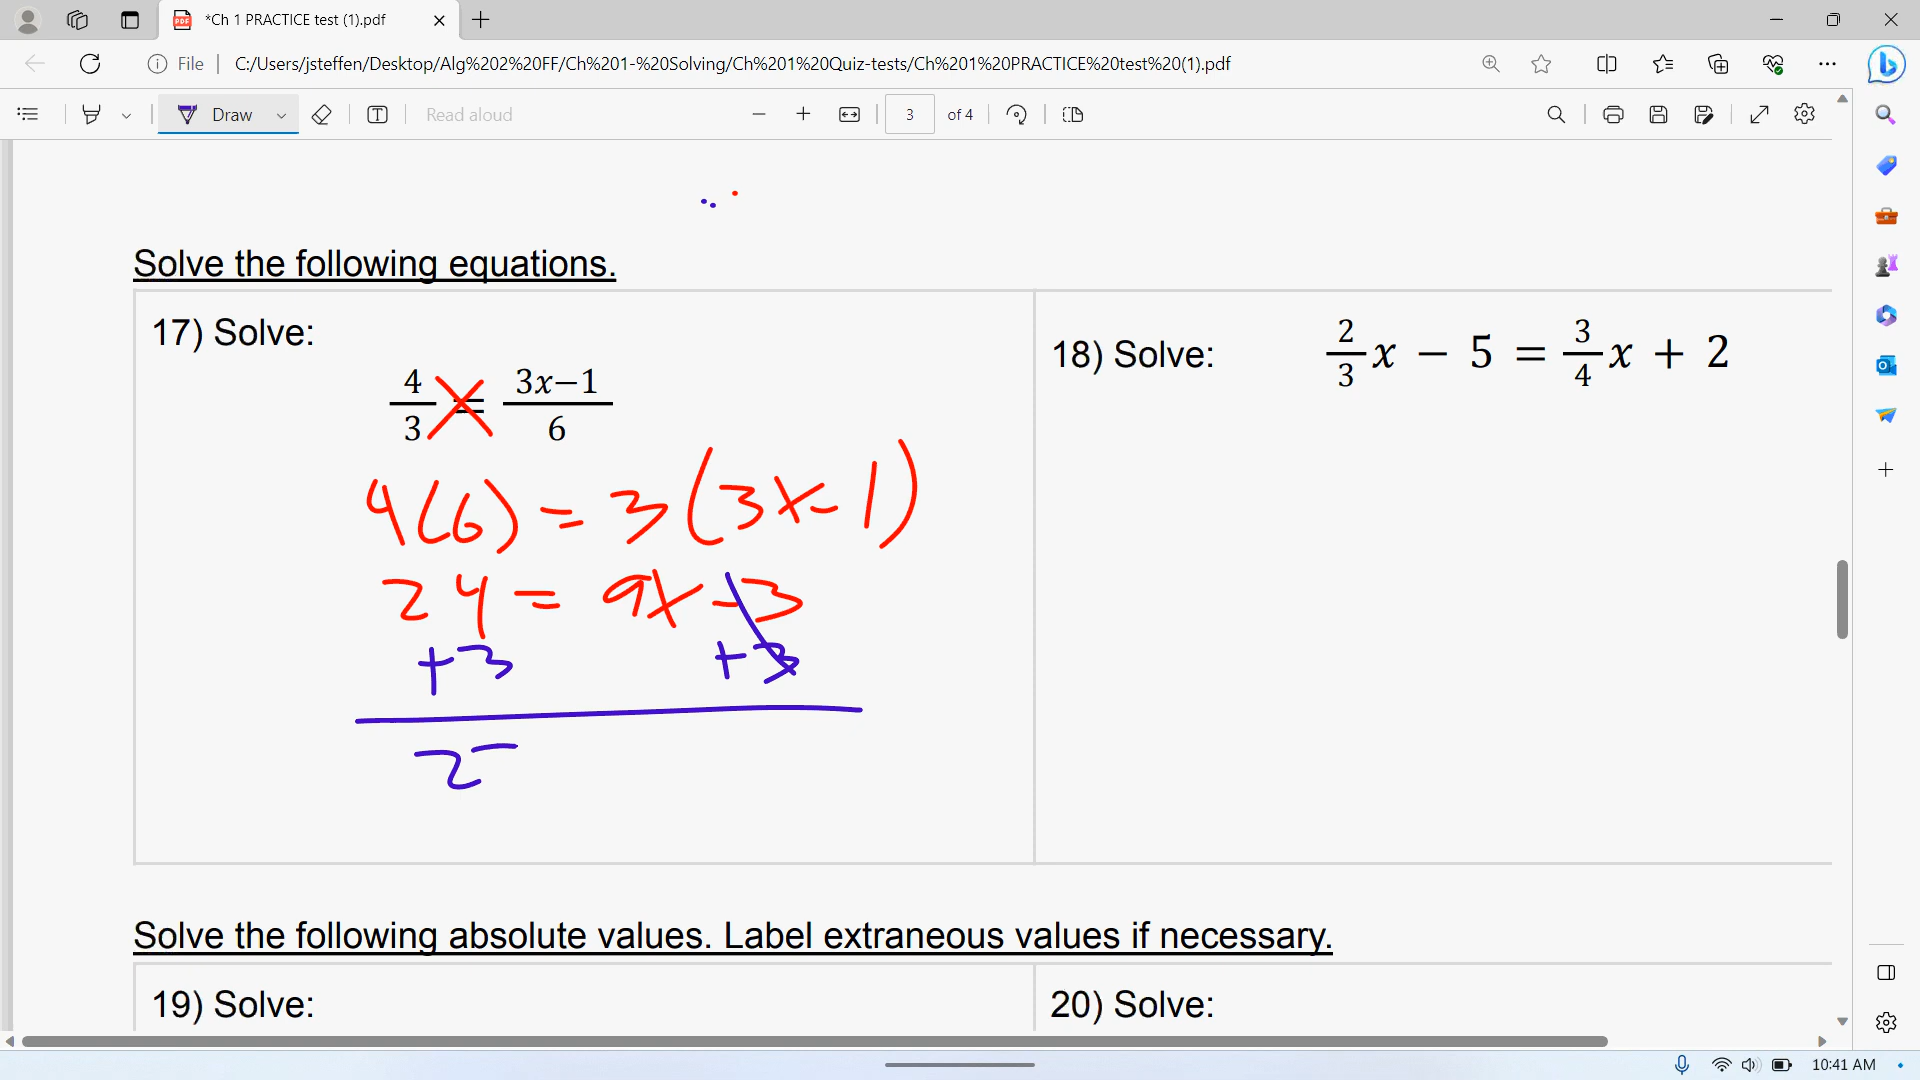 *Ch 1 PRACTICE test (1).pdf
File
C:/Users/jsteffen/Desktop/Alg%202%20FF/Ch%201-%20Solving/Ch%201%20Quiz-tests/Ch%201%20PRACTICE%20test%20(1).pdf
Draw
Read aloud
3 of 4
Solve the following equations.
17) Solve:
4/3 = 3x−1/6
4(6) = 3(3x-1)
24 = 9x-3
+3 +3
2
18) Solve: 2/3 x − 5 = 3/4 x + 2
Solve the following absolute values. Label extraneous values if necessary.
19) Solve:
20) Solve:
10:41 AM